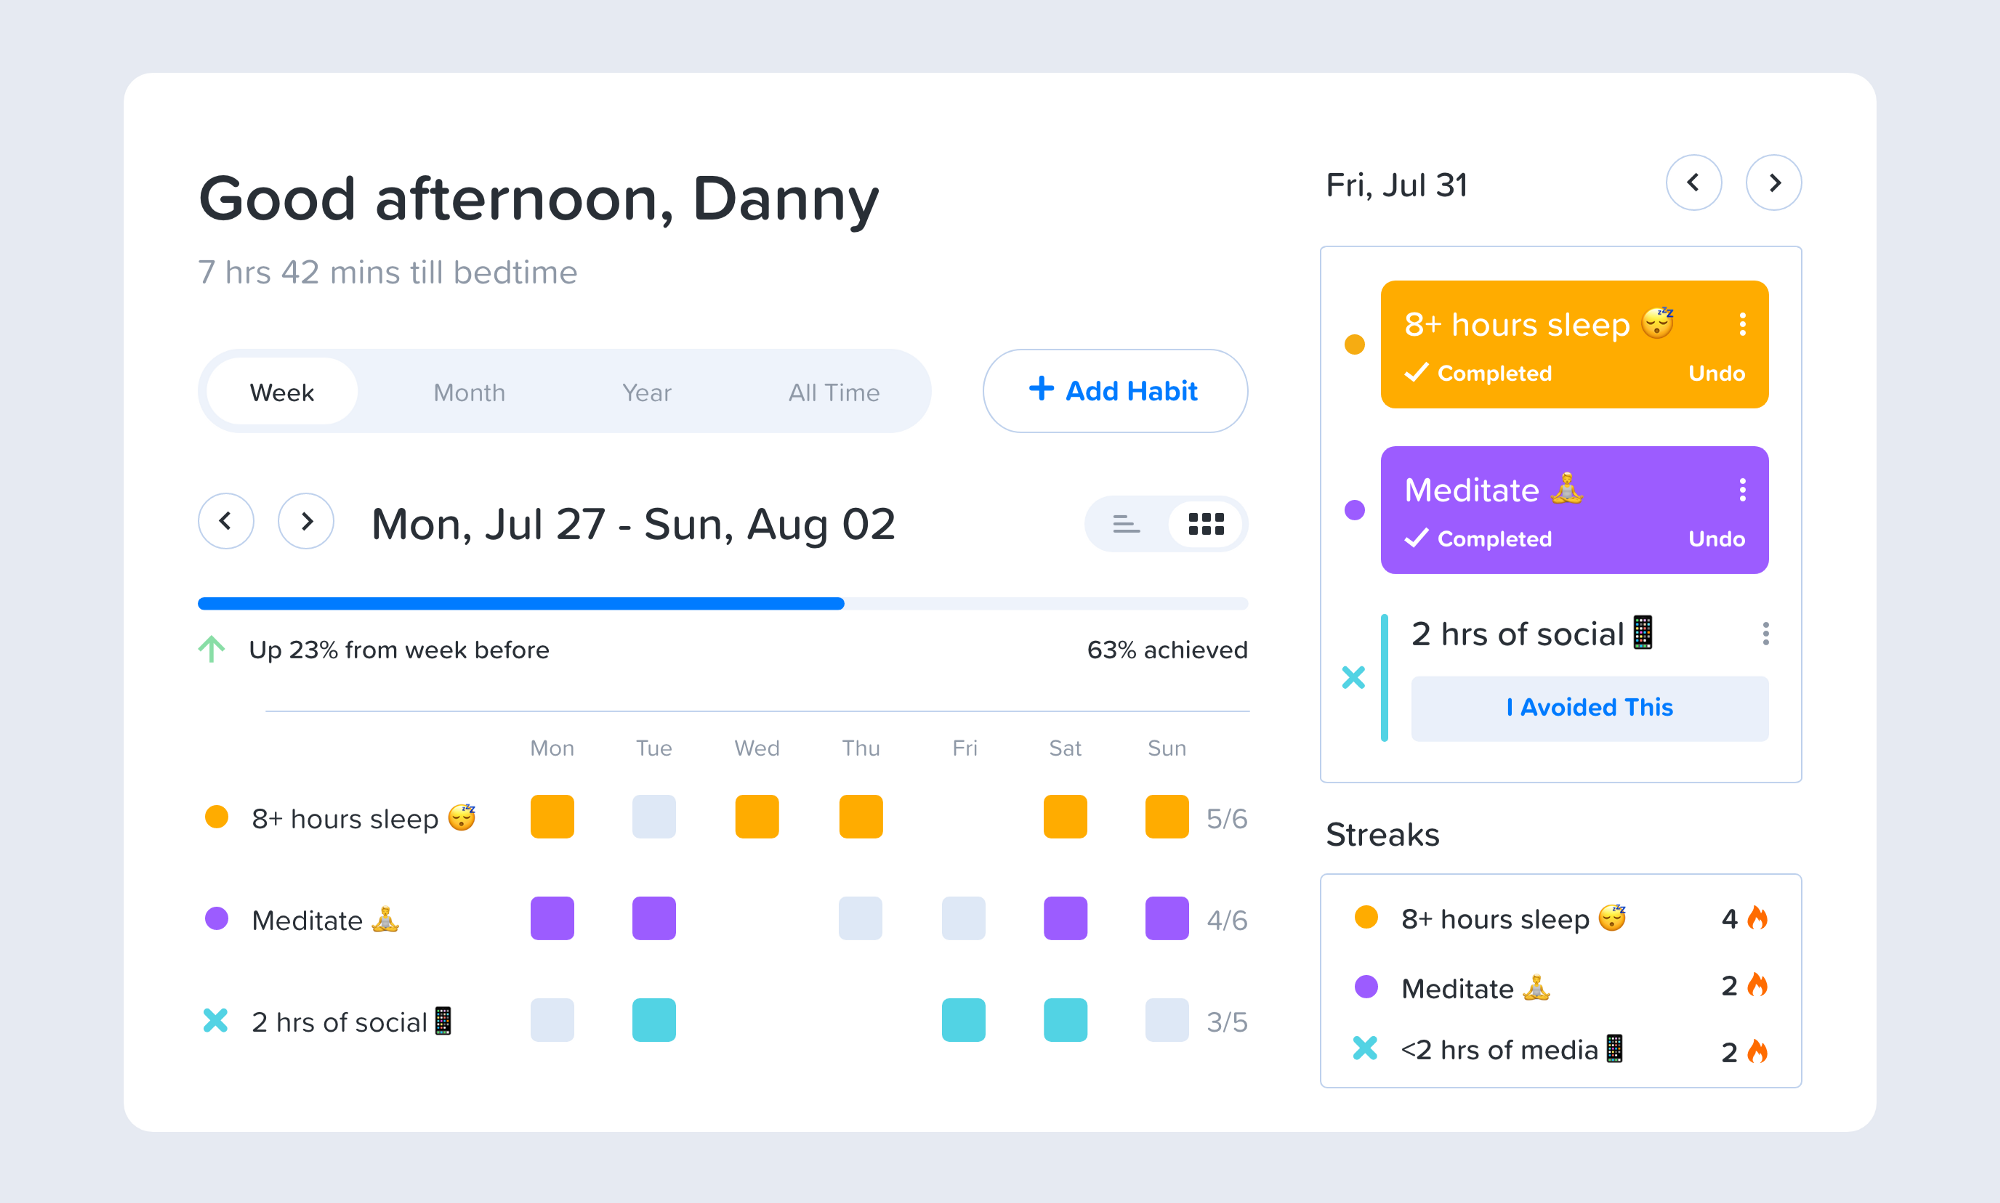 Good afternoon, Danny
7 hrs 42 mins till bedtime
Week Month Year All Time
+ Add Habit
Mon, Jul 27 - Sun, Aug 02
Up 23% from week before
63% achieved
Mon Tue Wed Thu Fri Sat Sun
8+ hours sleep 😴 5/6
Meditate 🧘 4/6
2 hrs of social📱 3/5
Fri, Jul 31
8+ hours sleep 😴
Completed Undo
Meditate 🧘
Completed Undo
2 hrs of social📱
I Avoided This
Streaks
8+ hours sleep 😴 4
Meditate 🧘 2
<2 hrs of media📱 2